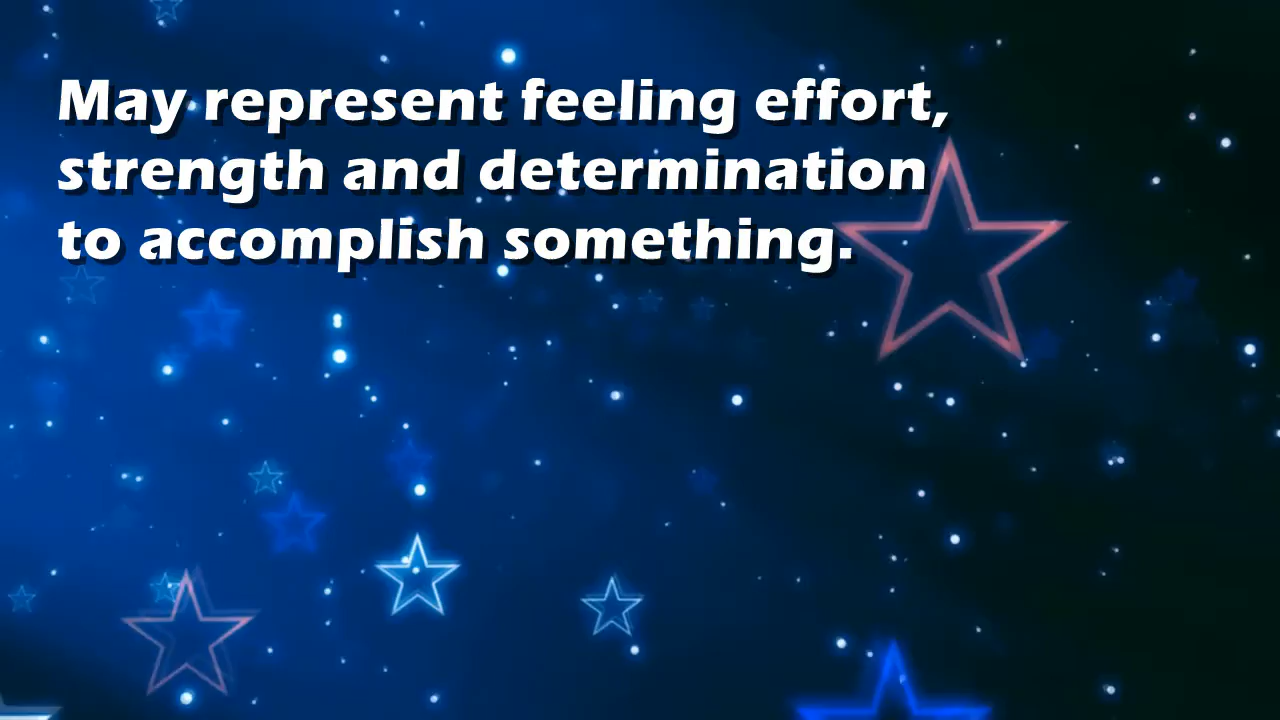 May represent feeling effort,
strength and determination
to accomplish something.